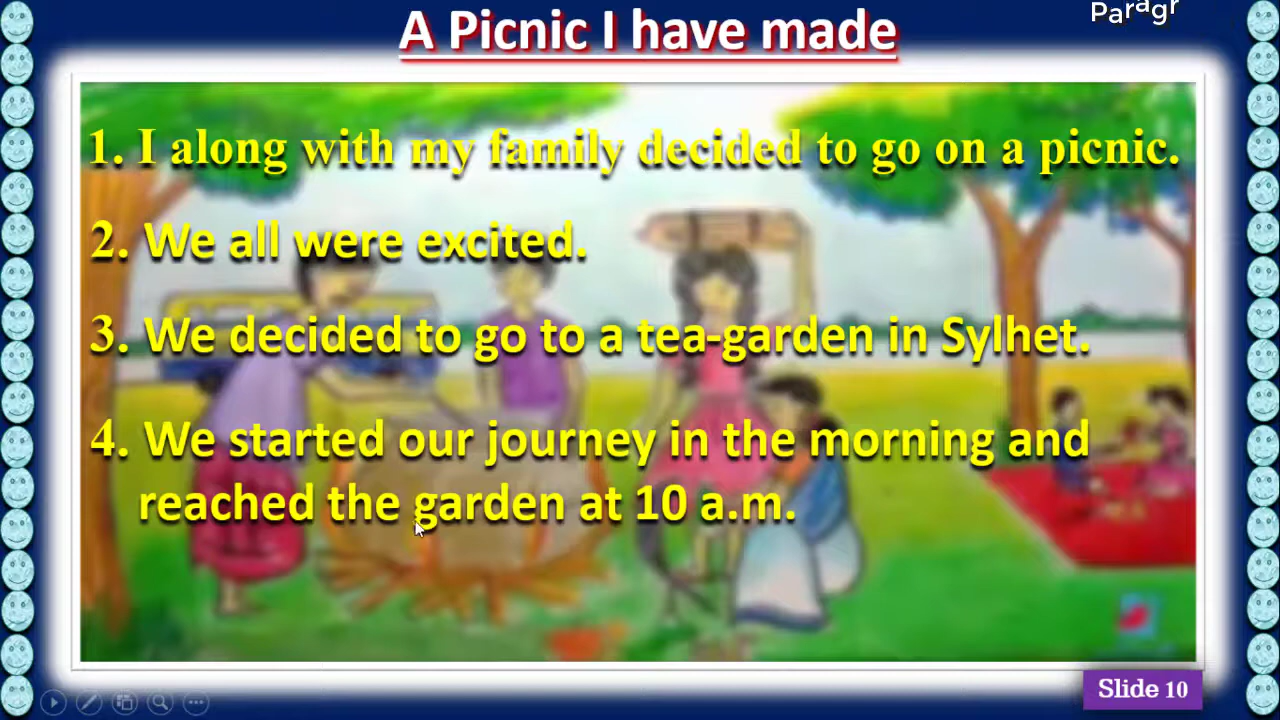 A Picnic I have made
Paragr
1. I along with my family decided to go on a picnic.
2. We all were excited.
3. We decided to go to a tea-garden in Sylhet.
4. We started our journey in the morning and
reached the garden at 10 a.m.
Slide 10